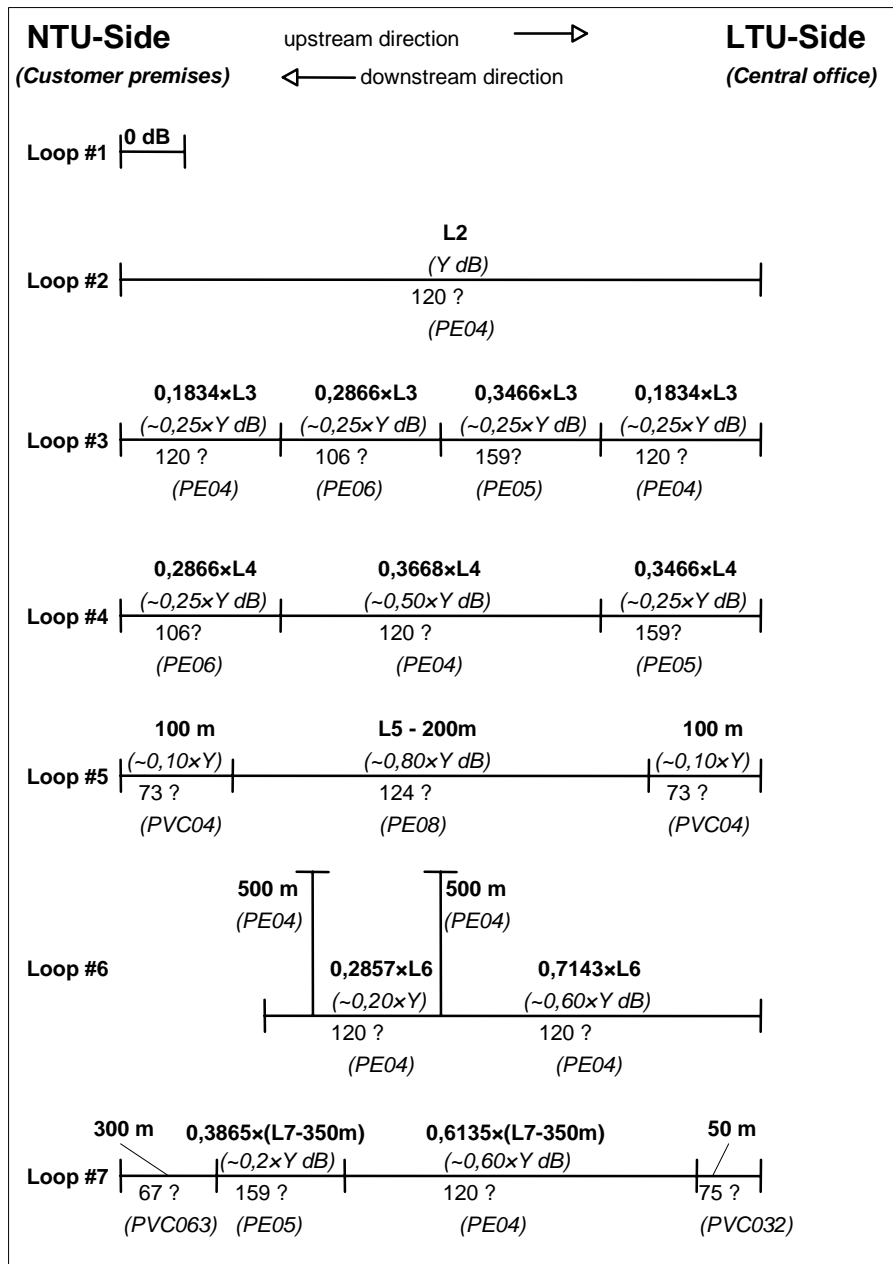 NTU-Side upstream direction LTU-Side
(Customer premises) downstream direction (Central office)
0 dB
Loop #1
L2
(Y dB)
Loop #2
120 ?
(PE04)
0,1834×L3 0,2866×L3 0,3466×L3 0,1834×L3
(~0,25×Y dB) (~0,25×Y dB) (~0,25×Y dB) (~0,25×Y dB)
Loop #3
120 ? 106 ? 159? 120 ?
(PE04) (PE06) (PE05) (PE04)
0,2866×L4 0,3668×L4 0,3466×L4
(~0,25×Y dB) (~0,50×Y dB) (~0,25×Y dB)
Loop #4
106? 120 ? 159?
(PE06) (PE04) (PE05)
100 m L5 - 200m 100 m
(~0,10×Y) (~0,80×Y dB) (~0,10×Y)
Loop #5
73 ? 124 ? 73 ?
(PVC04) (PE08) (PVC04)
500 m 500 m
(PE04) (PE04)
Loop #6 0,2857×L6 0,7143×L6
(~0,20×Y) (~0,60×Y dB)
120 ? 120 ?
(PE04) (PE04)
300 m 0,3865×(L7-350m) 0,6135×(L7-350m) 50 m
(~0,2×Y dB) (~0,60×Y dB)
Loop #7
67 ? 159 ? 120 ? 75 ?
(PVC063) (PE05) (PE04) (PVC032)